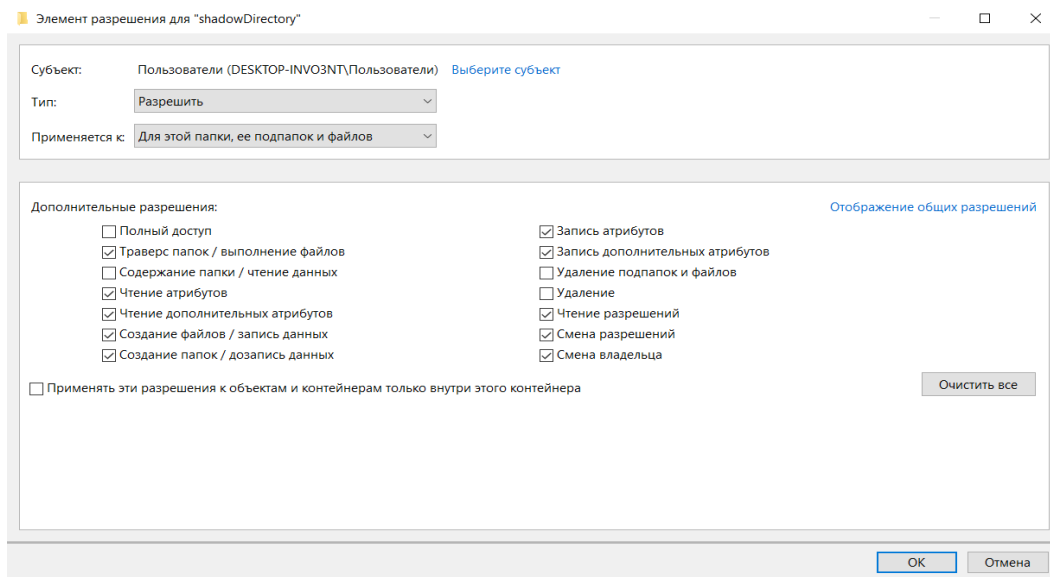 Элемент разрешения для "shadowDirectory"
Субъект: Пользователи (DESKTOP-INVO3NT\Пользователи) Выберите субъект
Тип: Разрешить
Применяется к: Для этой папки, ее подпапок и файлов
Дополнительные разрешения: Отображение общих разрешений
Полный доступ Запись атрибутов
Траверс папок / выполнение файлов Запись дополнительных атрибутов
Содержание папки / чтение данных Удаление подпапок и файлов
Чтение атрибутов Удаление
Чтение дополнительных атрибутов Чтение разрешений
Создание файлов / запись данных Смена разрешений
Создание папок / дозапись данных Смена владельца
Применять эти разрешения к объектам и контейнерам только внутри этого контейнера Очистить все
ОК Отмена